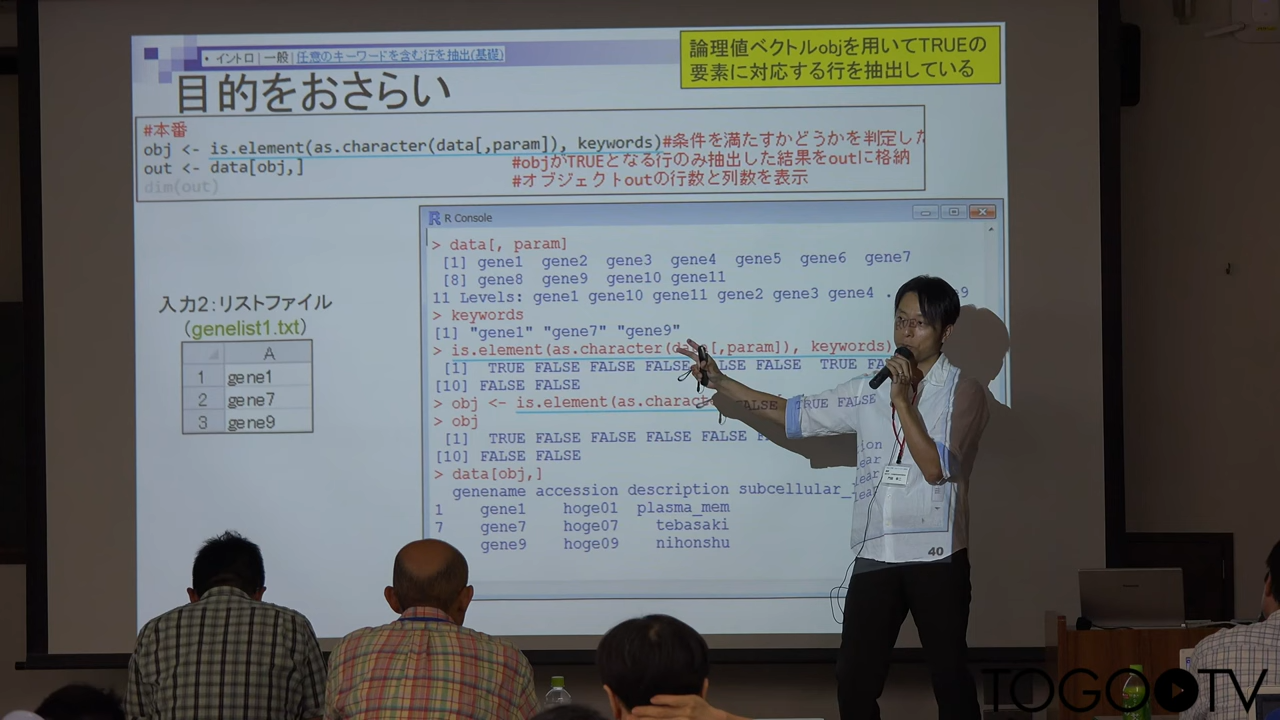 ・イントロ | 一般 | 任意のキーワードを含む行を抽出(基礎)
目的をおさらい
論理値ベクトルobjを用いてTRUEの
要素に対応する行を抽出している
#本番
obj <- is.element(as.character(data[,param]), keywords)#条件を満たすかどうかを判定した
out <- data[obj,] #objがTRUEとなる行のみ抽出した結果をoutに格納
dim(out) #オブジェクトoutの行数と列数を表示
R Console
> data[, param]
[1] gene1 gene2 gene3 gene4 gene5 gene6 gene7
[8] gene8 gene9 gene10 gene11
11 Levels: gene1 gene10 gene11 gene2 gene3 gene4
> keywords
[1] "gene1" "gene7" "gene9"
> is.element(as.character(data[,param]), keywords)
[1] TRUE FALSE FALSE FALSE FALSE FALSE TRUE
FALSE TRUE FALSE
[10] FALSE FALSE
> obj <- is.element(as.charact
> obj
[1] TRUE FALSE FALSE FALSE FALSE
[10] FALSE FALSE
> data[obj,]
genename accession description subcellular_
1 gene1 hoge01 plasma_mem
7 gene7 hoge07 tebasaki
gene9 hoge09 nihonshu
入力2:リストファイル
(genelist1.txt)
A
1 gene1
2 gene7
3 gene9
40
TOGOTV